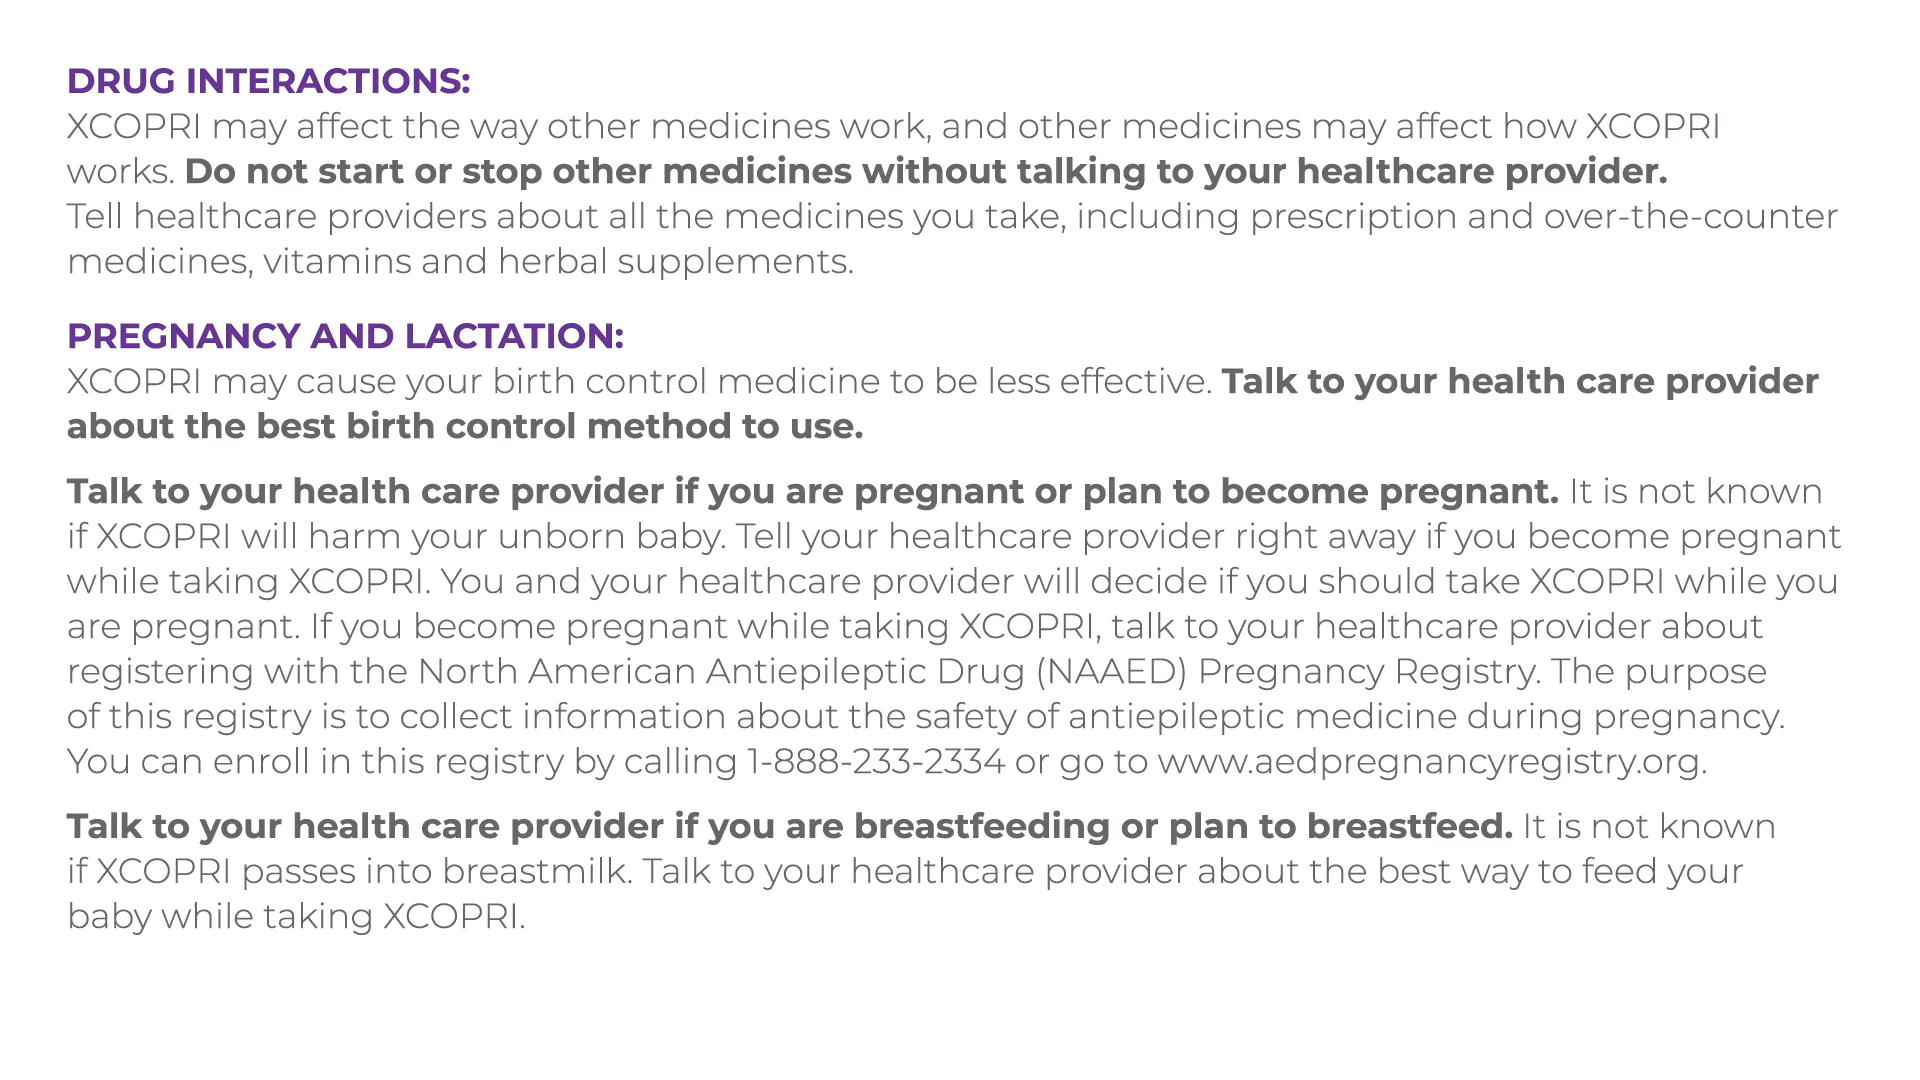 DRUG INTERACTIONS:
XCOPRI may affect the way other medicines work, and other medicines may affect how XCOPRI
works. Do not start or stop other medicines without talking to your healthcare provider.
Tell healthcare providers about all the medicines you take, including prescription and over-the-counter
medicines, vitamins and herbal supplements.
PREGNANCY AND LACTATION:
XCOPRI may cause your birth control medicine to be less effective. Talk to your health care provider
about the best birth control method to use.
Talk to your health care provider if you are pregnant or plan to become pregnant. It is not known
if XCOPRI will harm your unborn baby. Tell your healthcare provider right away if you become pregnant
while taking XCOPRI. You and your healthcare provider will decide if you should take XCOPRI while you
are pregnant. If you become pregnant while taking XCOPRI, talk to your healthcare provider about
registering with the North American Antiepileptic Drug (NAAED) Pregnancy Registry. The purpose
of this registry is to collect information about the safety of antiepileptic medicine during pregnancy.
You can enroll in this registry by calling 1-888-233-2334 or go to www.aedpregnancyregistry.org.
Talk to your health care provider if you are breastfeeding or plan to breastfeed. It is not known
if XCOPRI passes into breastmilk. Talk to your healthcare provider about the best way to feed your
baby while taking XCOPRI.